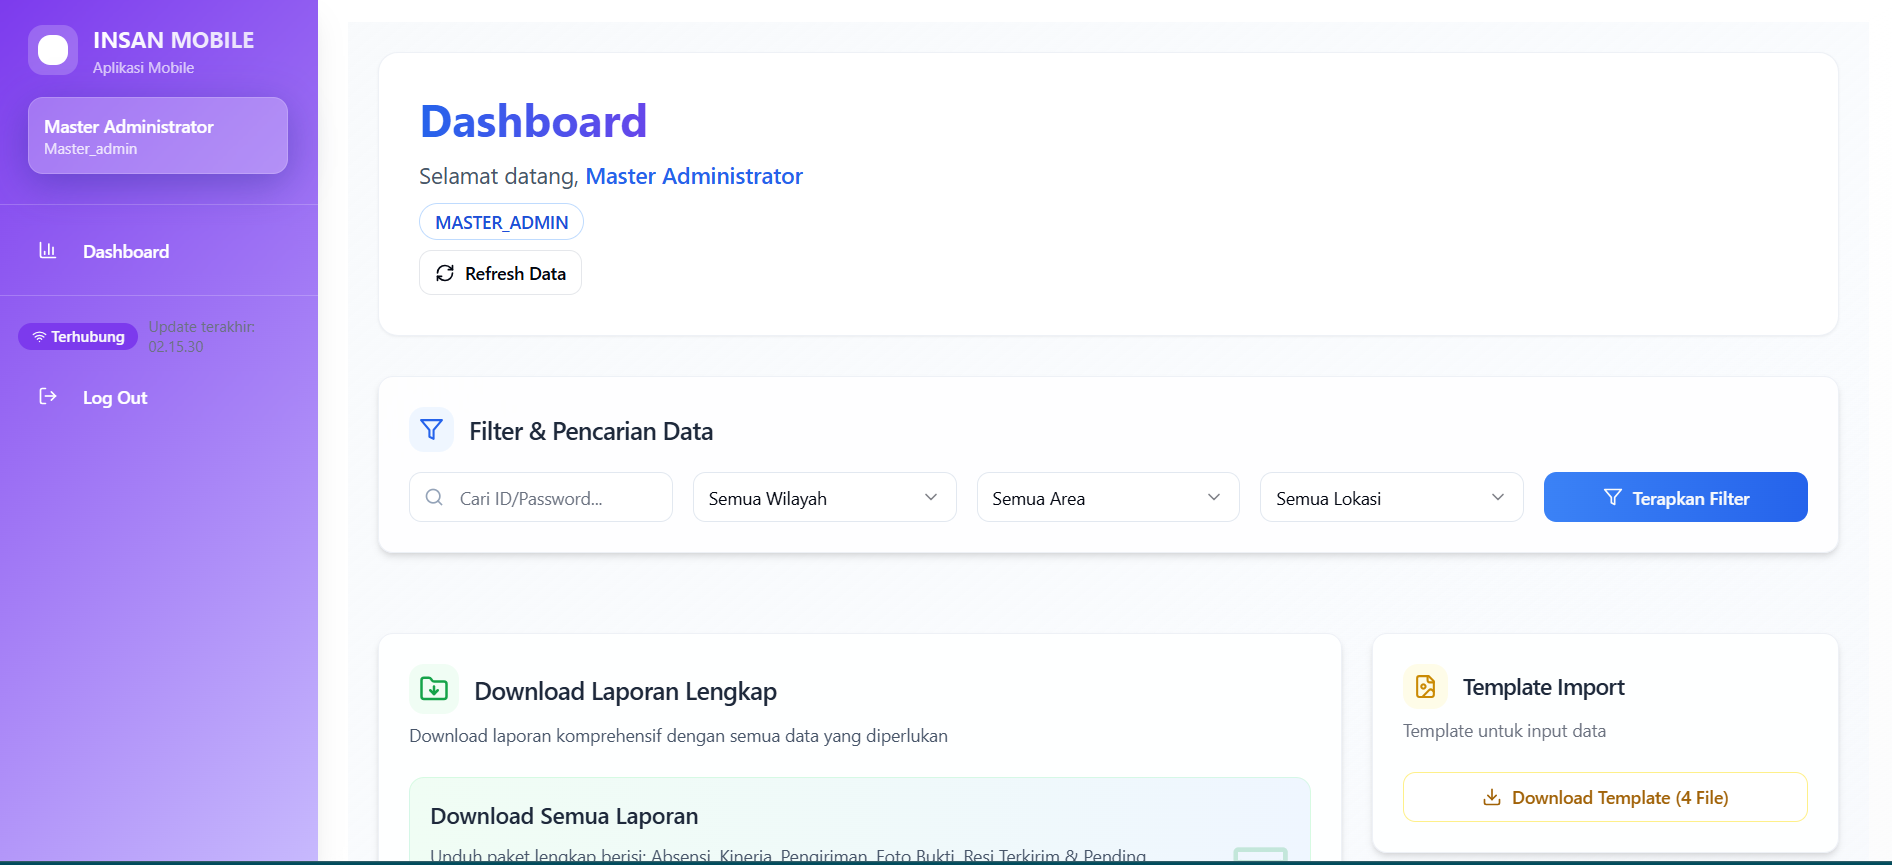 INSAN MOBILE
Aplikasi Mobile
Master Administrator
Master_admin
Dashboard
Terhubung
Update terakhir:
02.15.30
Log Out
Dashboard
Selamat datang, Master Administrator
MASTER_ADMIN
Refresh Data
Filter & Pencarian Data
Cari ID/Password...
Semua Wilayah
Semua Area
Semua Lokasi
Terapkan Filter
Download Laporan Lengkap
Download laporan komprehensif dengan semua data yang diperlukan
Download Semua Laporan
Unduh paket lengkap berisi: Absensi, Kinerja, Pengiriman, Foto Bukti, Resi Terkirim & Pending
Template Import
Template untuk input data
Download Template (4 File)